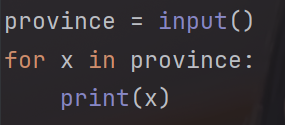 province = input()
for x in province:
    print(x)